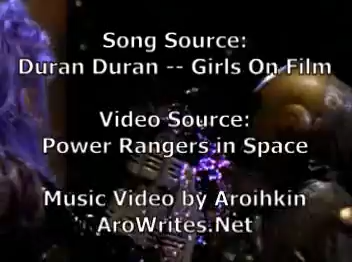 Song Source:
Duran Duran -- Girls On Film
Video Source:
Power Rangers in Space
Music Video by Aroihkin
AroWrites.Net